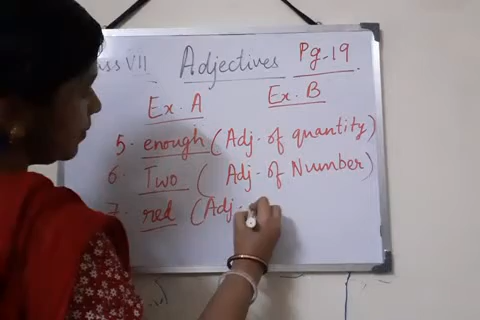 ss VII Adjectives Pg-19
Ex. A Ex. B
5. enough (Adj. of quantity)
6. Two ( Adj. of Number)
7. red (Adj.